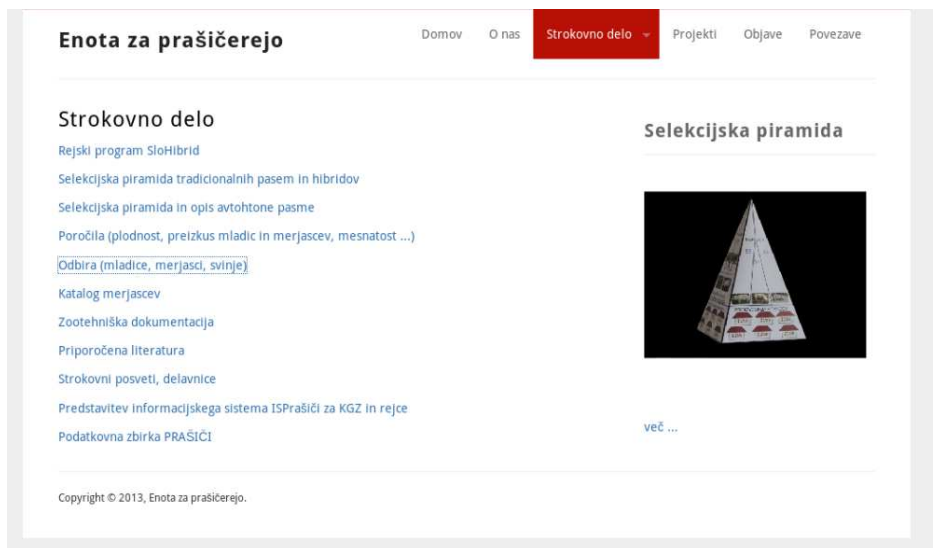 Enota za prašičerejo
Domov O nas Strokovno delo Projekti Objave Povezave
Strokovno delo
Rejski program SloHibrid
Selekcijska piramida tradicionalnih pasem in hibridov
Selekcijska piramida in opis avtohtone pasme
Poročila (plodnost, preizkus mladic in merjascev, mesnatost ...)
Odbira (mladice, merjasci, svinje)
Katalog merjascev
Zootehniška dokumentacija
Priporočena literatura
Strokovni posveti, delavnice
Predstavitev informacijskega sistema ISPrašiči za KGZ in rejce
Podatkovna zbirka PRAŠIČI
Selekcijska piramida
več ...
Copyright © 2013, Enota za prašičerejo.